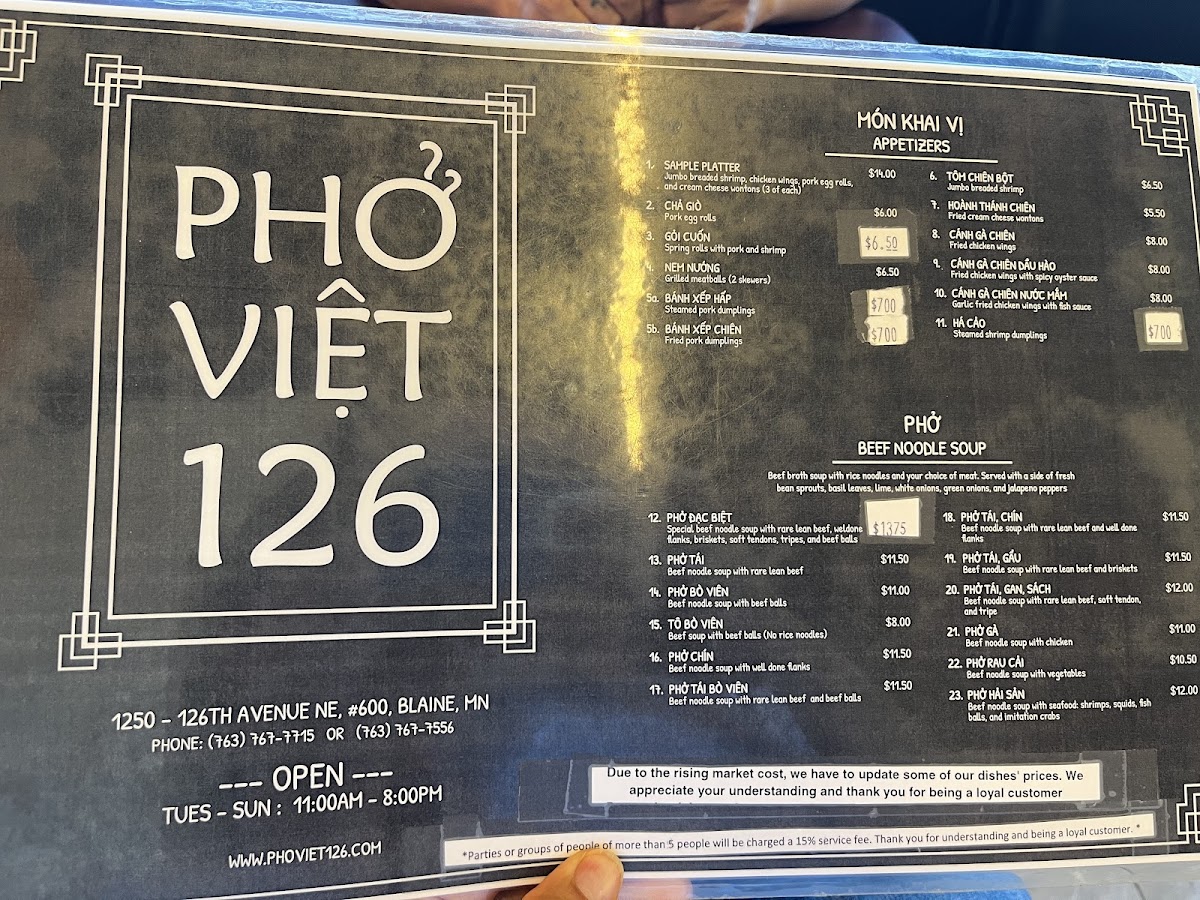 PHỞ
VIỆT
126
1250 - 126TH AVENUE NE, #600, BLAINE, MN
PHONE: (763) 767-7715 OR (763) 767-7556
--- OPEN ---
TUES - SUN : 11:00AM - 8:00PM
WWW.PHOVIET126.COM
MÓN KHAI VỊ
APPETIZERS
1. SAMPLE PLATTER $14.00
Jumbo breaded shrimp, chicken wings, pork egg rolls,
and cream cheese wontons (3 of each)
2. CHẢ GIÒ $6.00
Pork egg rolls
3. GỎI CUỐN $6.50
Spring rolls with pork and shrimp
4. NEM NƯỚNG $6.50
Grilled meatballs (2 skewers)
5a. BÁNH XẾP HẤP $700
Steamed pork dumplings
5b. BÁNH XẾP CHIÊN $700
Fried pork dumplings
6. TÔM CHIÊN BỘT $6.50
Jumbo breaded shrimp
7. HOÀNH THÁNH CHIÊN $5.50
Fried cream cheese wontons
8. CÁNH GÀ CHIÊN $8.00
Fried chicken wings
9. CÁNH GÀ CHIÊN DẦU HÀO $8.00
Fried chicken wings with spicy oyster sauce
10. CÁNH GÀ CHIÊN NƯỚC MẮM $8.00
Garlic fried chicken wings with fish sauce
11. HÁ CẢO $700
Steamed shrimp dumplings
PHỞ
BEEF NOODLE SOUP
Beef broth soup with rice noodles and your choice of meat. Served with a side of fresh
bean sprouts, basil leaves, lime, white onions, green onions, and jalapeno peppers
12. PHỞ ĐẶC BIỆT $1375
Special beef noodle soup with rare lean beef, weldone
flanks, briskets, soft tendons, tripes, and beef balls
13. PHỞ TÁI $11.50
Beef noodle soup with rare lean beef
14. PHỞ BÒ VIÊN $11.00
Beef noodle soup with beef balls
15. TÔ BÒ VIÊN $8.00
Beef soup with beef balls (No rice noodles)
16. PHỞ CHÍN $11.50
Beef noodle soup with well done flanks
17. PHỞ TÁI BÒ VIÊN $11.50
Beef noodle soup with rare lean beef and beef balls
18. PHỞ TÁI, CHÍN $11.50
Beef noodle soup with rare lean beef and well done
flanks
19. PHỞ TÁI, GẦU $11.50
Beef noodle soup with rare lean beef and briskets
20. PHỞ TÁI, GAN, SÁCH $12.00
Beef noodle soup with rare lean beef, soft tendon,
and tripe
21. PHỞ GÀ $11.00
Beef noodle soup with chicken
22. PHỞ RAU CẢI $10.50
Beef noodle soup with vegetables
23. PHỞ HẢI SẢN $12.00
Beef noodle soup with seafood: shrimps, squids, fish
balls, and imitation crabs
Due to the rising market cost, we have to update some of our dishes' prices. We
appreciate your understanding and thank you for being a loyal customer
*Parties or groups of people of more than 5 people will be charged a 15% service fee. Thank you for understanding and being a loyal customer. *